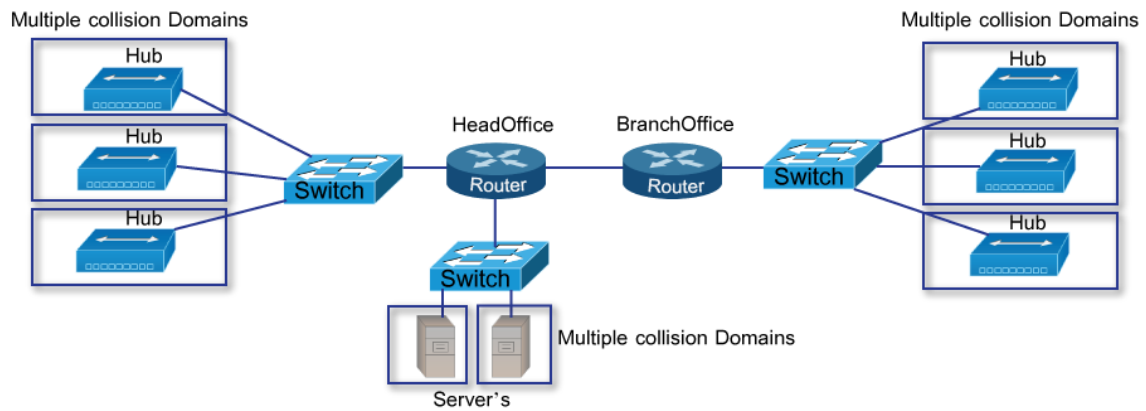 Multiple collision Domains
Multiple collision Domains
Hub
Hub
Hub
Switch
HeadOffice
Router
BranchOffice
Router
Switch
Hub
Hub
Hub
Switch
Multiple collision Domains
Server's